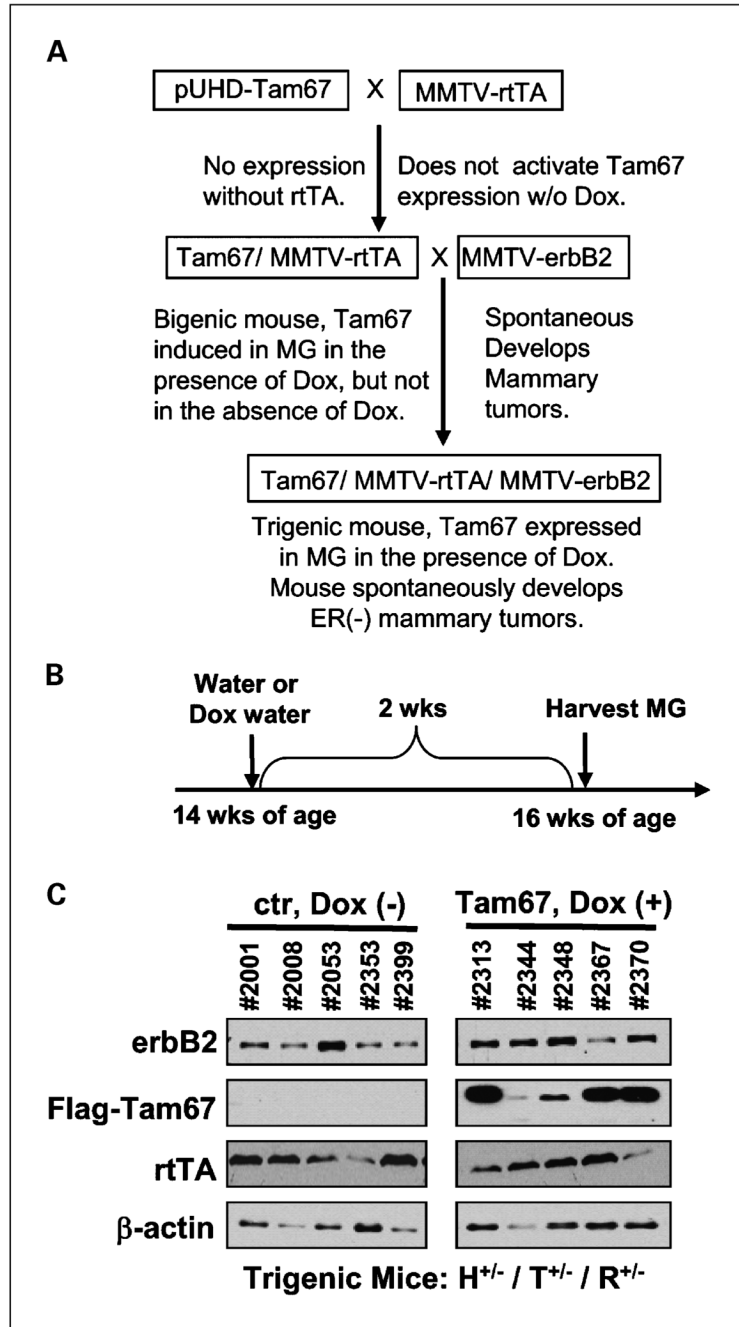 A
pUHD-Tam67 X MMTV-rtTA
No expression without rtTA.
Does not activate Tam67 expression w/o Dox.
Tam67/ MMTV-rtTA X MMTV-erbB2
Bigenic mouse, Tam67
induced in MG in the
presence of Dox, but not
in the absence of Dox.
Spontaneous
Develops
Mammary
tumors.
Tam67/ MMTV-rtTA/ MMTV-erbB2
Trigenic mouse, Tam67 expressed
in MG in the presence of Dox.
Mouse spontaneously develops
ER(-) mammary tumors.
B
Water or
Dox water
2 wks
Harvest MG
14 wks of age
16 wks of age
C
ctr, Dox (-)
Tam67, Dox (+)
#2001 #2008 #2053 #2353 #2399
#2313 #2344 #2348 #2367 #2370
erbB2
Flag-Tam67
rtTA
β-actin
Trigenic Mice: H+/- / T+/- / R+/-